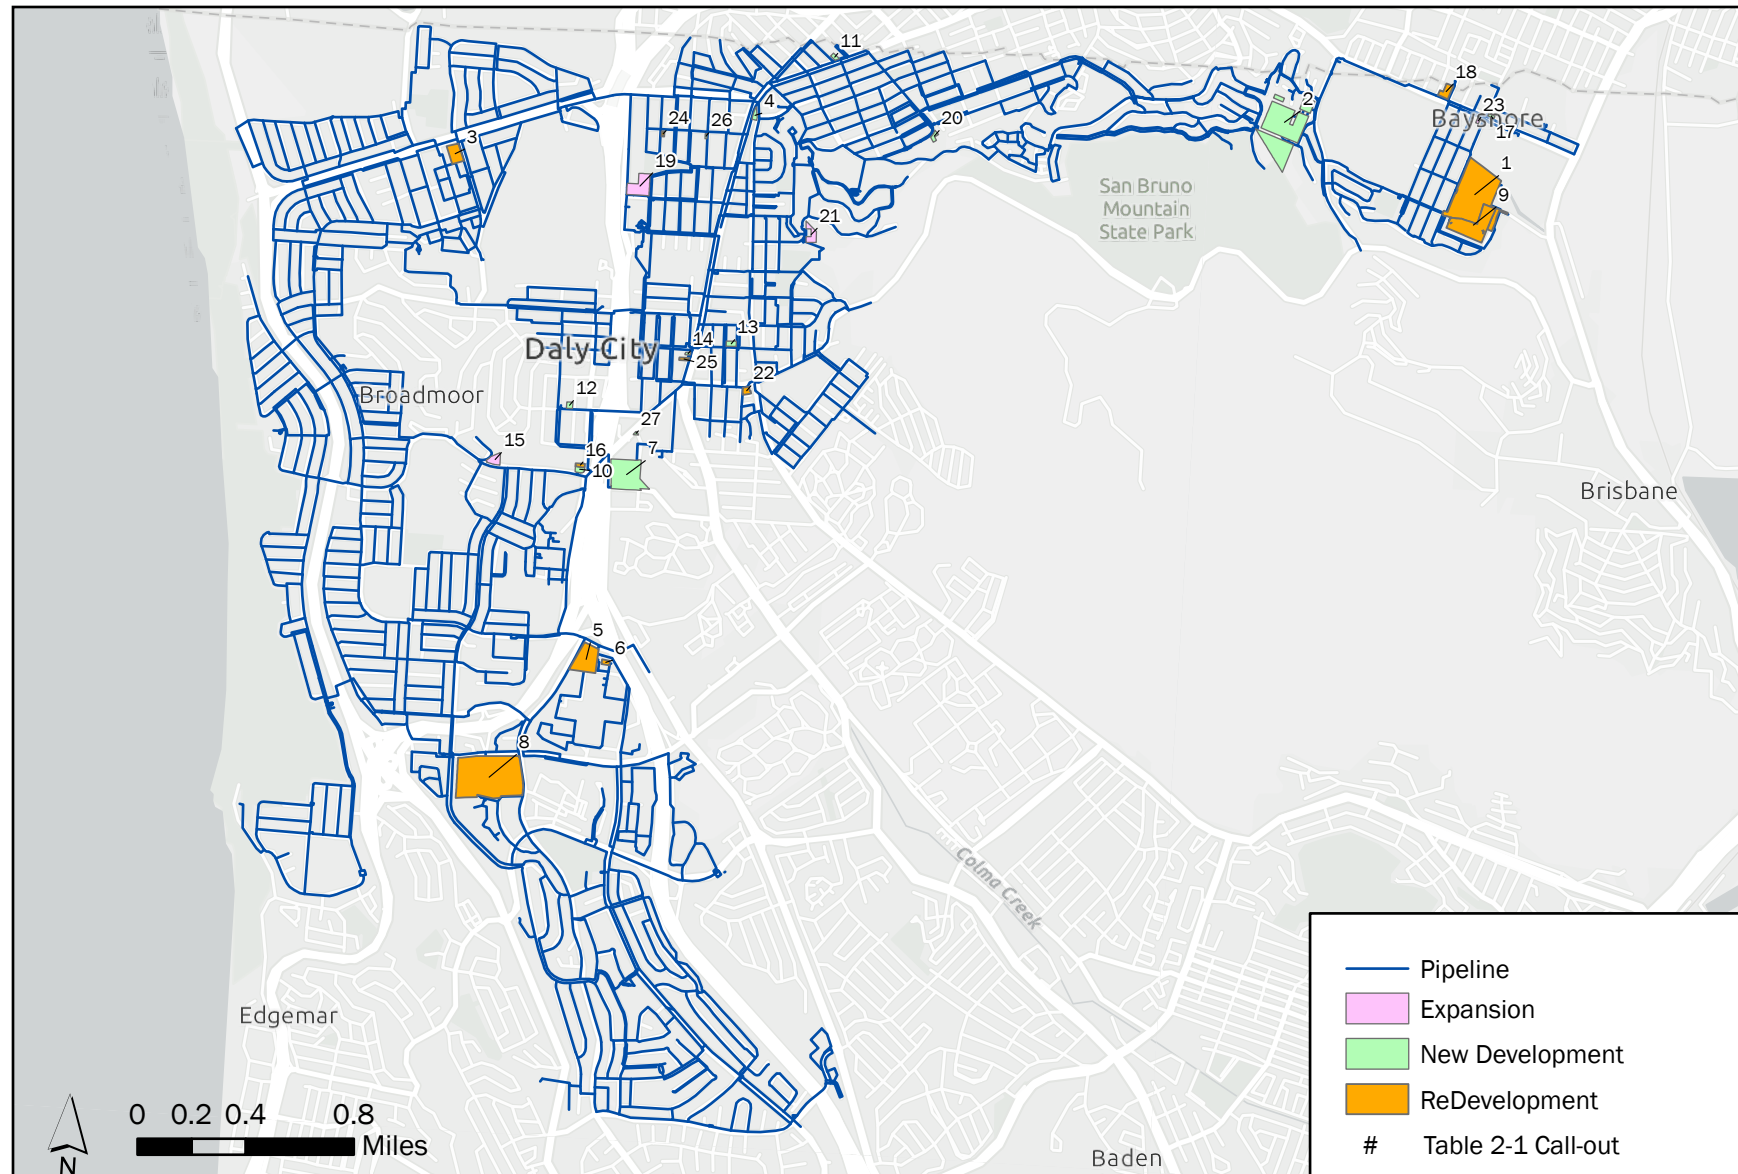 11
18
4
2
23
24
26
20
Bayshore
17
3
19
1
San Bruno
Mountain
State Park
9
21
13
14
Daly City
25
22
12
Broadmoor
27
15
16
7
10
Brisbane
5
6
8
Colma Creek
Edgemar
Baden
Pipeline
Expansion
New Development
ReDevelopment
# Table 2-1 Call-out
0 0.2 0.4 0.8
Miles
N